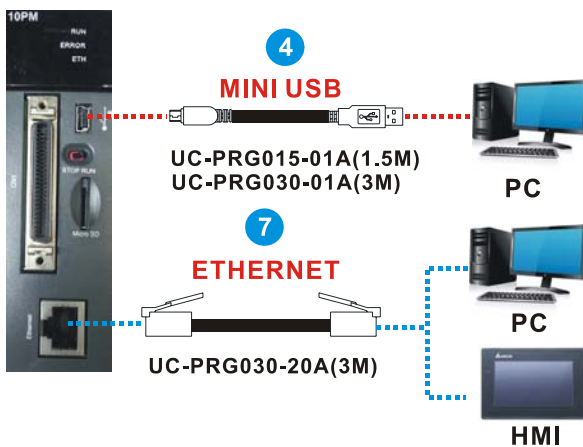 10PM
RUN
ERROR
ETH
4
MINI USB
UC-PRG015-01A(1.5M)
UC-PRG030-01A(3M)
PC
STOP RUN
Micro SD
7
ETHERNET
Ethernet
UC-PRG030-20A(3M)
PC
HMI